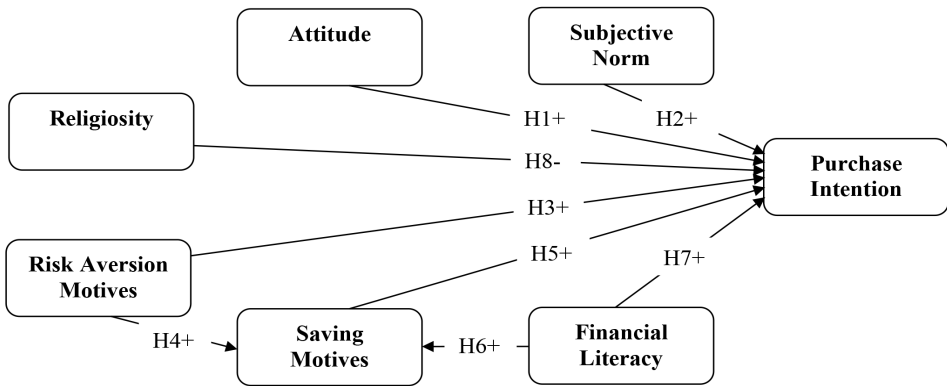 Attitude
Subjective
Norm
Religiosity
H1+
H2+
H8-
Purchase
Intention
H3+
Risk Aversion
Motives
H5+
H7+
H4+
Saving
Motives
H6+
Financial
Literacy